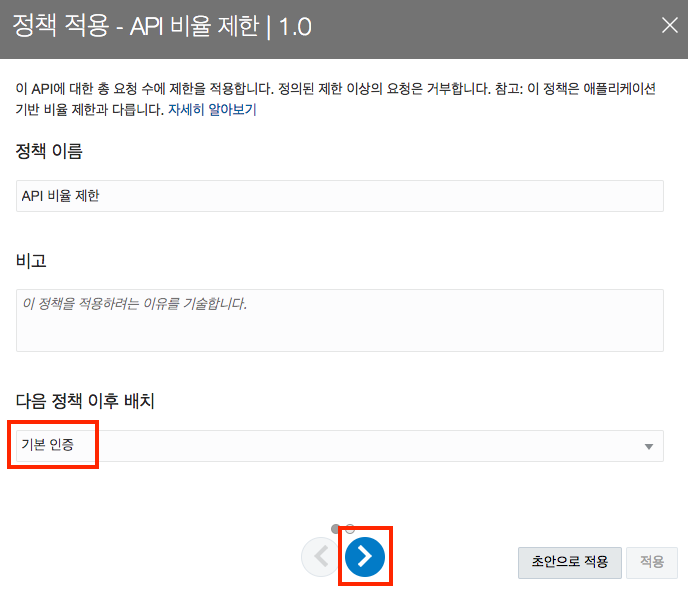 정책 적용 - API 비율 제한 | 1.0
이 API에 대한 총 요청 수에 제한을 적용합니다. 정의된 제한 이상의 요청은 거부합니다. 참고: 이 정책은 애플리케이션
기반 비율 제한과 다릅니다. 자세히 알아보기
정책 이름
API 비율 제한
비고
이 정책을 적용하려는 이유를 기술합니다.
다음 정책 이후 배치
기본 인증
초안으로 적용
적용